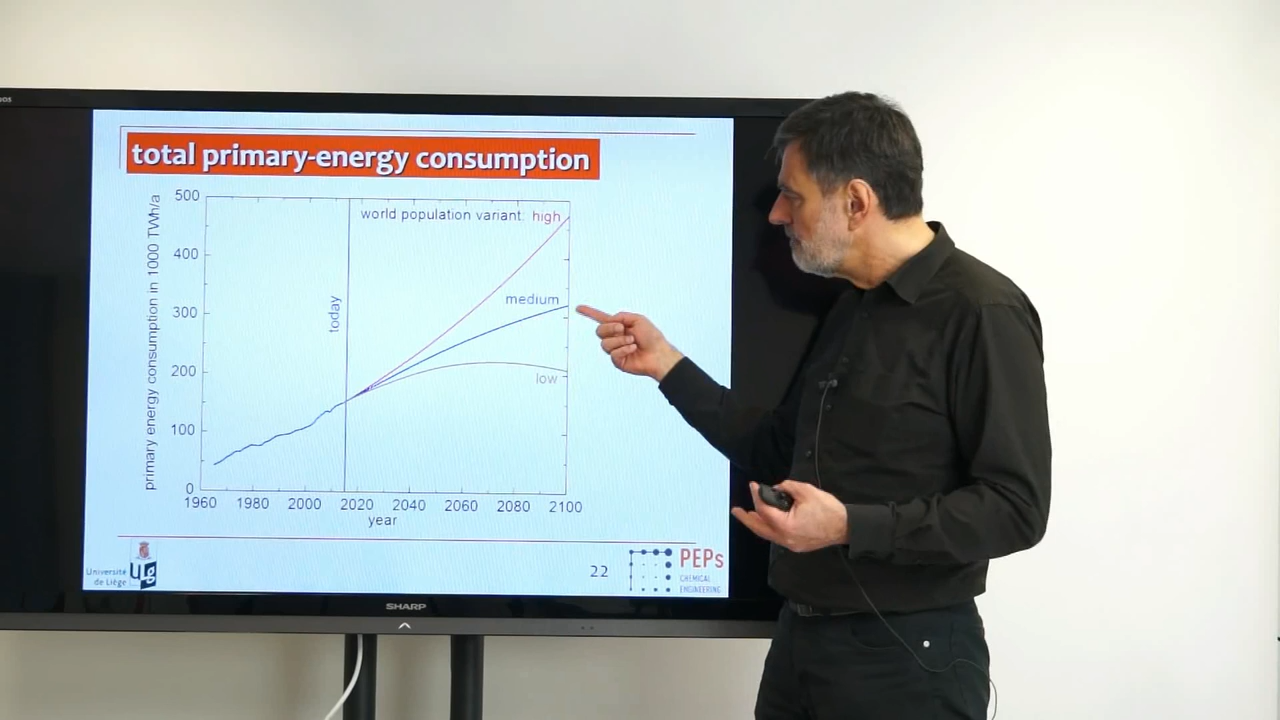 total primary-energy consumption
primary energy consumption in 1000 TWh/a
500
400
300
200
100
0
world population variant: high
medium
low
today
1960 1980 2000 2020 2040 2060 2080 2100
year
Université
de Liège
22
PEPs
CHEMICAL
ENGINEERING
SHARP